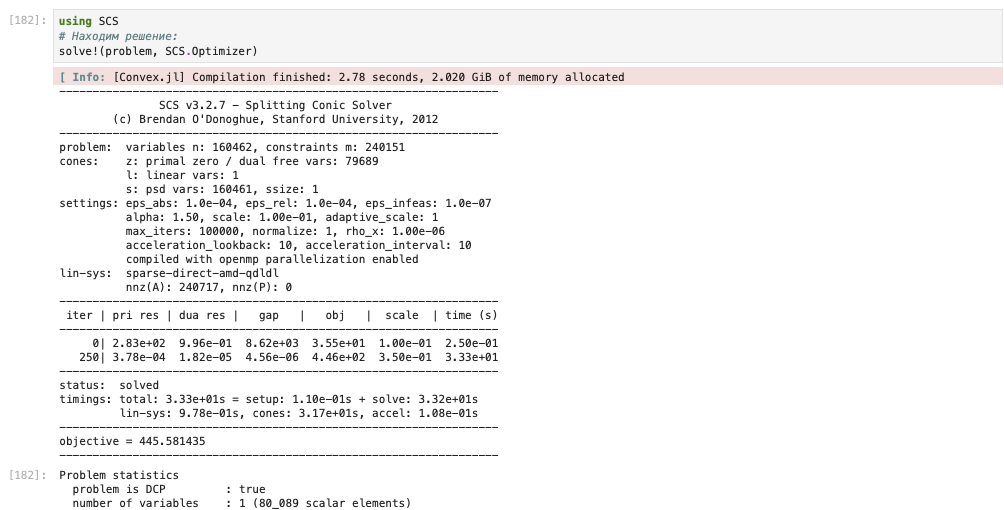 [182]: using SCS
# Находим решение:
solve!(problem, SCS.Optimizer)
[ Info: [Convex.jl] Compilation finished: 2.78 seconds, 2.020 GiB of memory allocated
------------------------------------------------------------------
SCS v3.2.7 - Splitting Conic Solver
(c) Brendan O'Donoghue, Stanford University, 2012
------------------------------------------------------------------
problem:  variables n: 160462, constraints m: 240151
cones:    z: primal zero / dual free vars: 79689
l: linear vars: 1
s: psd vars: 160461, ssize: 1
settings: eps_abs: 1.0e-04, eps_rel: 1.0e-04, eps_infeas: 1.0e-07
alpha: 1.50, scale: 1.00e-01, adaptive_scale: 1
max_iters: 100000, normalize: 1, rho_x: 1.00e-06
acceleration_lookback: 10, acceleration_interval: 10
compiled with openmp parallelization enabled
lin-sys:  sparse-direct-amd-qdldl
nnz(A): 240717, nnz(P): 0
------------------------------------------------------------------
iter | pri res | dua res |   gap   |   obj   |  scale  | time (s)
------------------------------------------------------------------
0| 2.83e+02  9.96e-01  8.62e+03  3.55e+01  1.00e-01  2.50e-01
250| 3.78e-04  1.82e-05  4.56e-06  4.46e+02  3.50e-01  3.33e+01
------------------------------------------------------------------
status:  solved
timings: total: 3.33e+01s = setup: 1.10e-01s + solve: 3.32e+01s
lin-sys: 9.78e-01s, cones: 3.17e+01s, accel: 1.08e-01s
------------------------------------------------------------------
objective = 445.581435
------------------------------------------------------------------
[182]: Problem statistics
problem is DCP         : true
number of variables    : 1 (80_089 scalar elements)